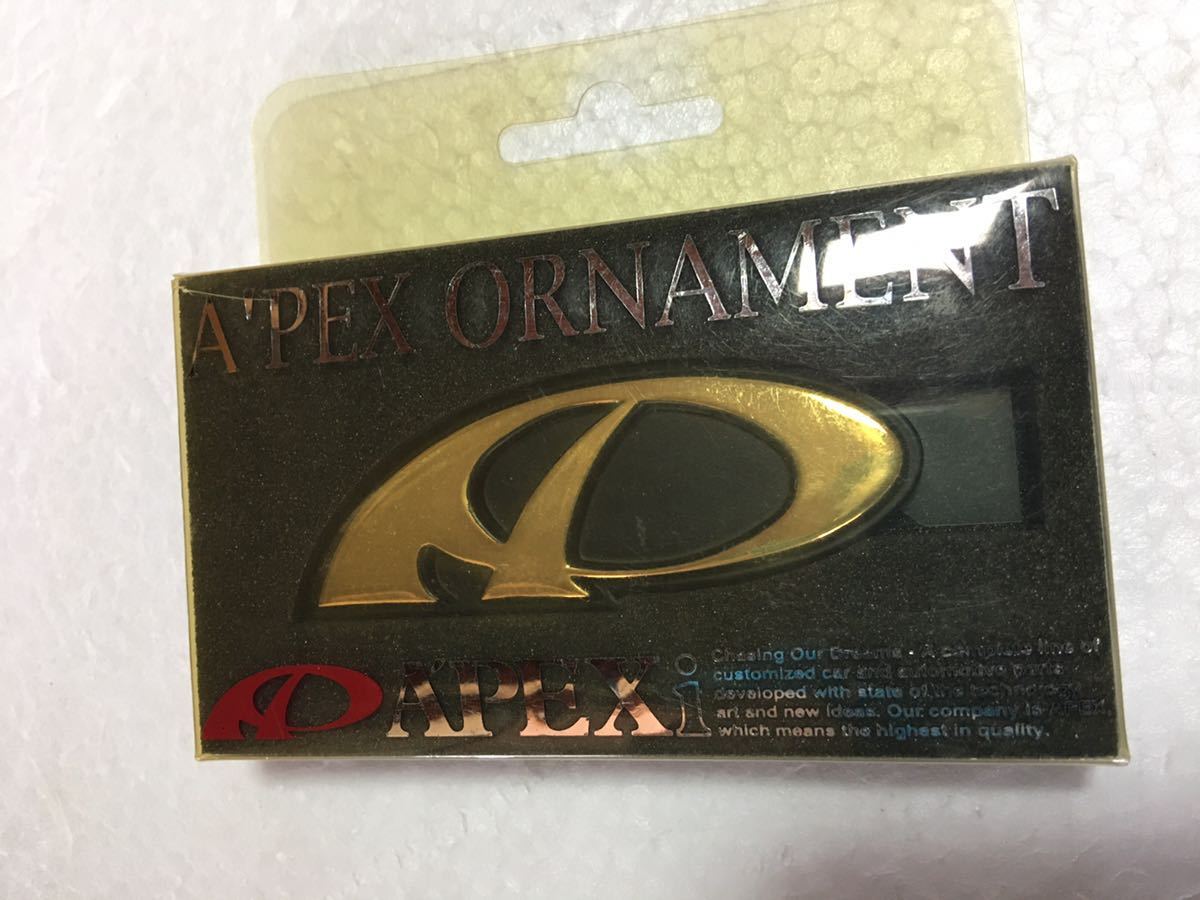 A'PEX ORNAMENT
A'PEXi
Chasing Our Dreams - A complete line of
customized car and automotive parts
developed with state of the technology
art and new ideas. Our company is A'PEX,
which means the highest in quality.